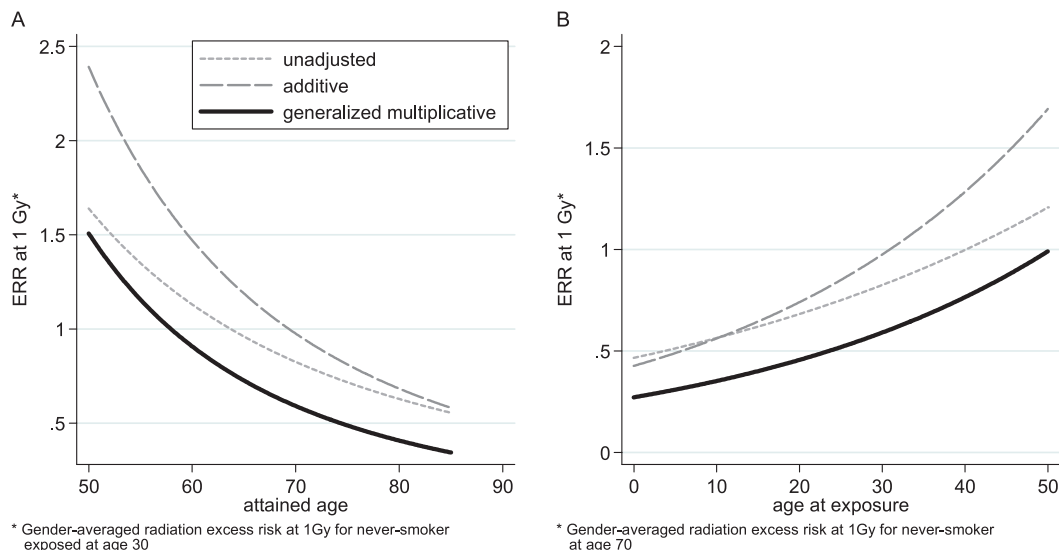 A
ERR at 1 Gy*
2.5
2
1.5
1
.5
unadjusted
additive
generalized multiplicative
50 60 70 80 90
attained age
* Gender-averaged radiation excess risk at 1Gy for never-smoker
exposed at age 30
B
ERR at 1 Gy*
2
1.5
1
.5
0
0 10 20 30 40 50
age at exposure
* Gender-averaged radiation excess risk at 1Gy for never-smoker
at age 70